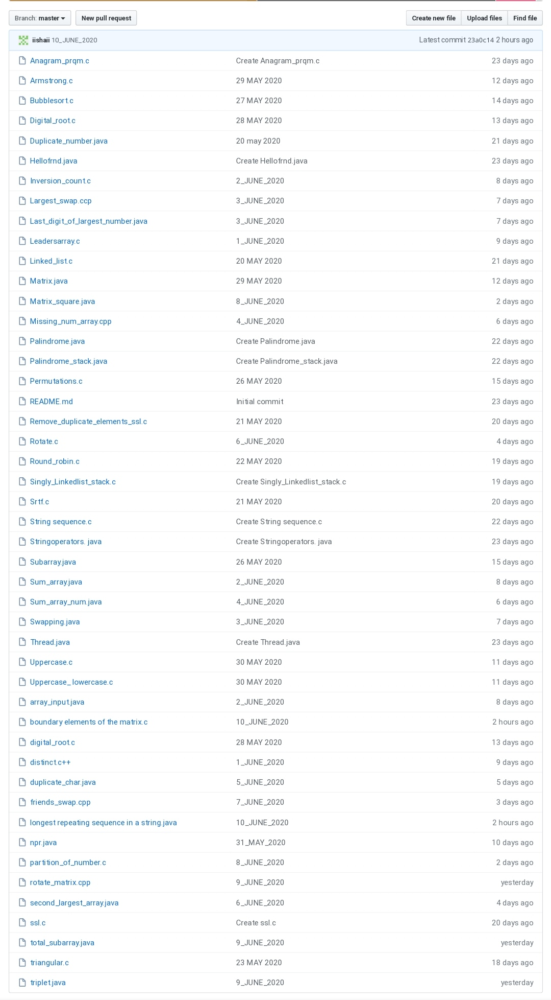 Branch: master
New pull request
Create new file
Upload files
Find file
iishaii 10_JUNE_2020
Latest commit 23a0c14 2 hours ago
Anagram_prqm.c Create Anagram_prqm.c 23 days ago
Armstrong.c 29 MAY 2020 12 days ago
Bubblesort.c 27 MAY 2020 14 days ago
Digital_root.c 28 MAY 2020 13 days ago
Duplicate_number.java 20 may 2020 21 days ago
Hellofrnd.java Create Hellofrnd.java 23 days ago
Inversion_count.c 2_JUNE_2020 8 days ago
Largest_swap.ccp 3_JUNE_2020 7 days ago
Last_digit_of_largest_number.java 3_JUNE_2020 7 days ago
Leadersarray.c 1_JUNE_2020 9 days ago
Linked_list.c 20 MAY 2020 21 days ago
Matrix.java 29 MAY 2020 12 days ago
Matrix_square.java 8_JUNE_2020 2 days ago
Missing_num_array.cpp 4_JUNE_2020 6 days ago
Palindrome.java Create Palindrome.java 22 days ago
Palindrome_stack.java Create Palindrome_stack.java 22 days ago
Permutations.c 26 MAY 2020 15 days ago
README.md Initial commit 23 days ago
Remove_duplicate_elements_ssl.c 21 MAY 2020 20 days ago
Rotate.c 6_JUNE_2020 4 days ago
Round_robin.c 22 MAY 2020 19 days ago
Singly_Linkedlist_stack.c Create Singly_Linkedlist_stack.c 19 days ago
Srtf.c 21 MAY 2020 20 days ago
String sequence.c Create String sequence.c 22 days ago
Stringoperators. java Create Stringoperators. java 23 days ago
Subarray.java 26 MAY 2020 15 days ago
Sum_array.java 2_JUNE_2020 8 days ago
Sum_array_num.java 4_JUNE_2020 6 days ago
Swapping.java 3_JUNE_2020 7 days ago
Thread.java Create Thread.java 23 days ago
Uppercase.c 30 MAY 2020 11 days ago
Uppercase_ lowercase.c 30 MAY 2020 11 days ago
array_input.java 2_JUNE_2020 8 days ago
boundary elements of the matrix.c 10_JUNE_2020 2 hours ago
digital_root.c 28 MAY 2020 13 days ago
distinct.c++ 1_JUNE_2020 9 days ago
duplicate_char.java 5_JUNE_2020 5 days ago
friends_swap.cpp 7_JUNE_2020 3 days ago
longest repeating sequence in a string.java 10_JUNE_2020 2 hours ago
npr.java 31_MAY_2020 10 days ago
partition_of_number.c 8_JUNE_2020 2 days ago
rotate_matrix.cpp 9_JUNE_2020 yesterday
second_largest_array.java 6_JUNE_2020 4 days ago
ssl.c Create ssl.c 20 days ago
total_subarray.java 9_JUNE_2020 yesterday
triangular.c 23 MAY 2020 18 days ago
triplet.java 9_JUNE_2020 yesterday